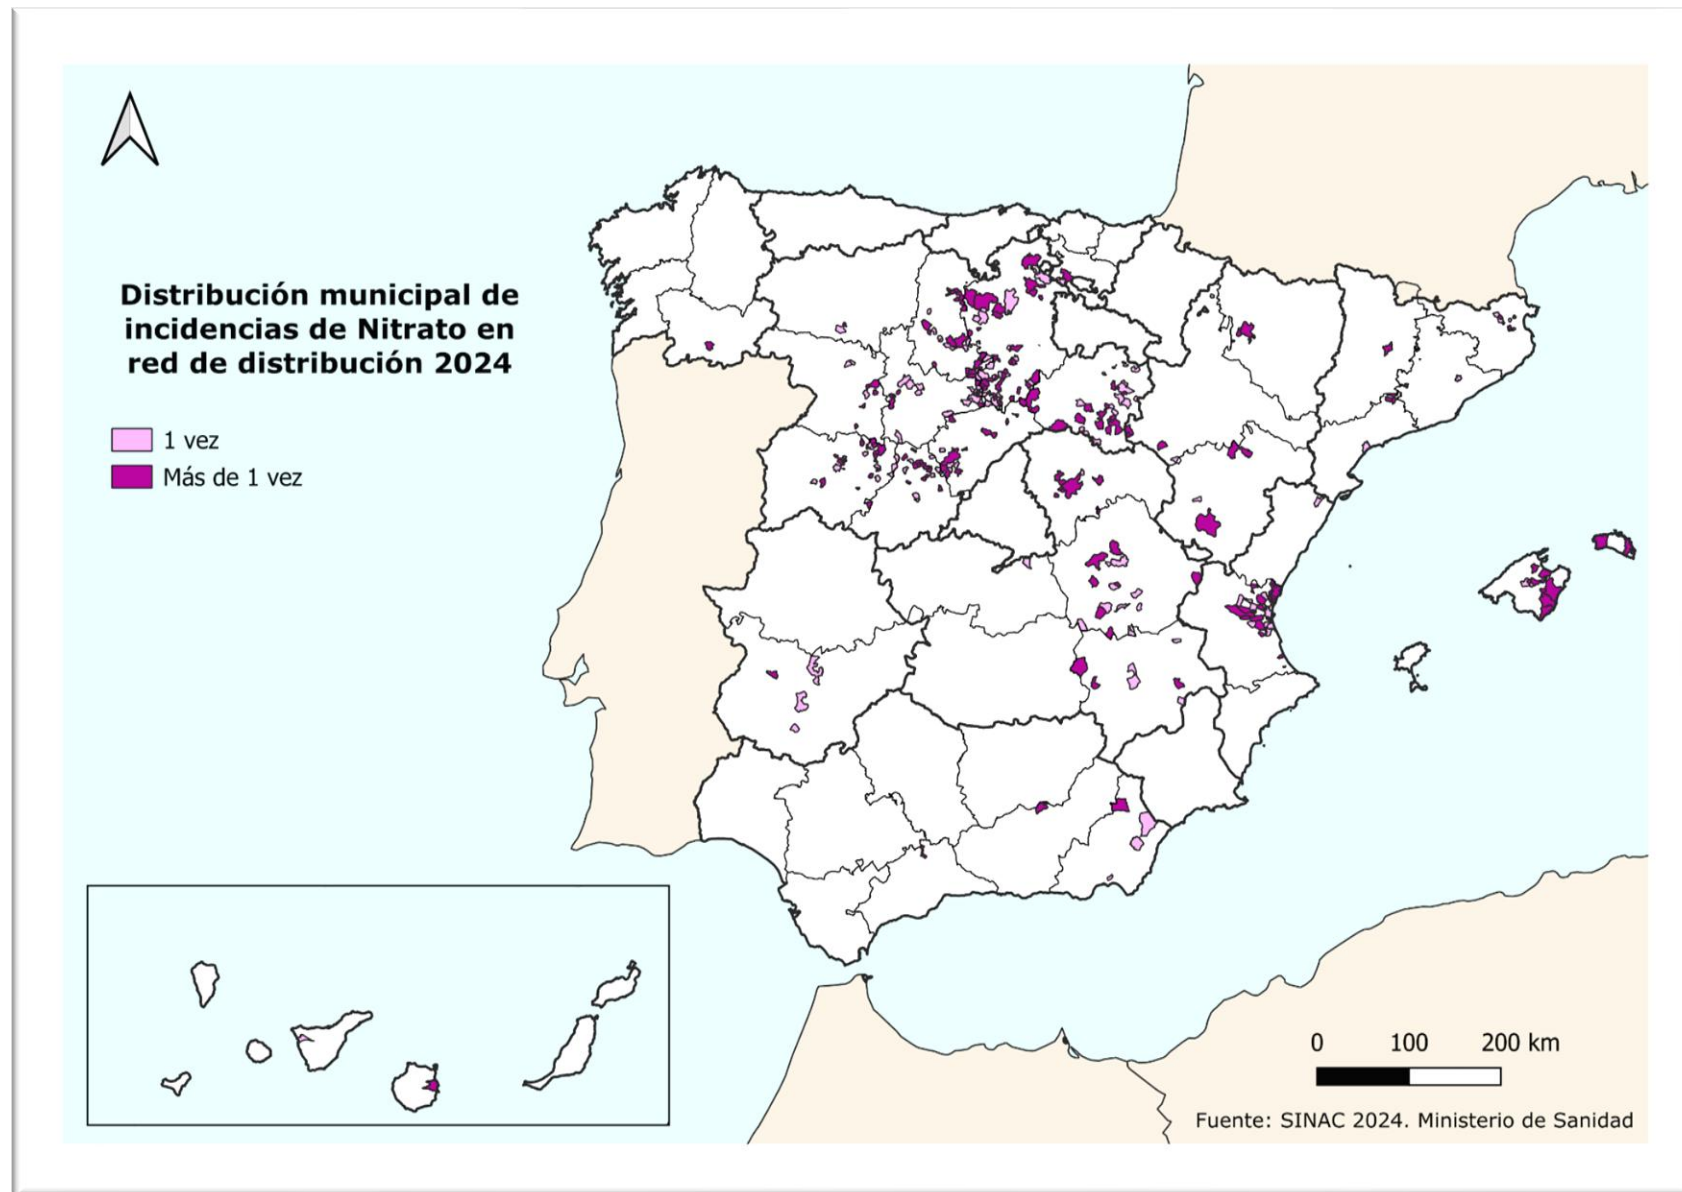 Distribución municipal de
incidencias de Nitrato en
red de distribución 2024
1 vez
Más de 1 vez
0 100 200 km
Fuente: SINAC 2024. Ministerio de Sanidad